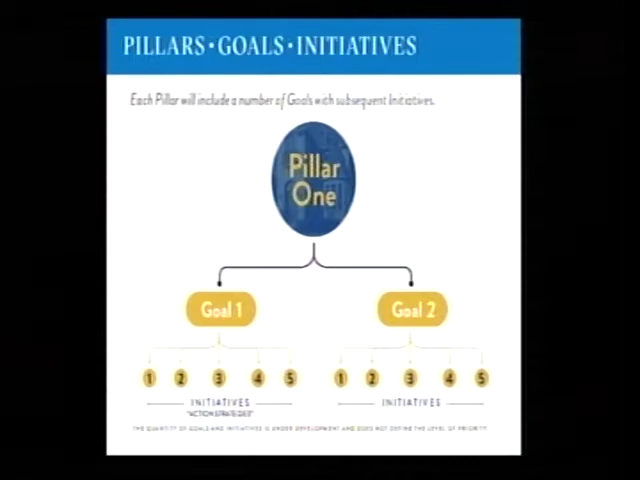 PILLARS•GOALS•INITIATIVES
Each Pillar will include a number of Goals with subsequent Initiatives.
Pillar
One
Goal 1 Goal 2
1 2 3 4 5 1 2 3 4 5
INITIATIVES INITIATIVES
"ACTION STRATEGIES"
THE QUANTITY OF GOALS AND INITIATIVES IS UNDER DEVELOPMENT AND DOES NOT DEFINE THE LEVEL OF PRIORITY